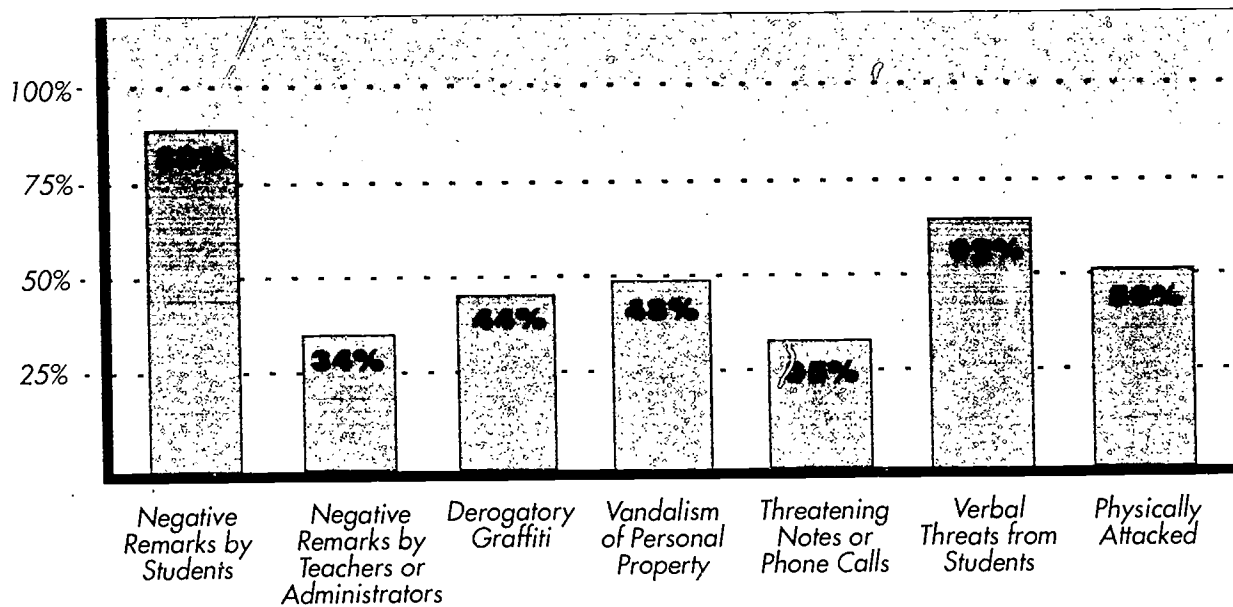 100%
75%
50%
25%
34%
44%
48%
Negative
Remarks by
Students
Negative
Remarks by
Teachers or
Administrators
Derogatory
Graffiti
Vandalism
of Personal
Property
Threatening
Notes or
Phone Calls
Verbal
Threats from
Students
Physically
Attacked